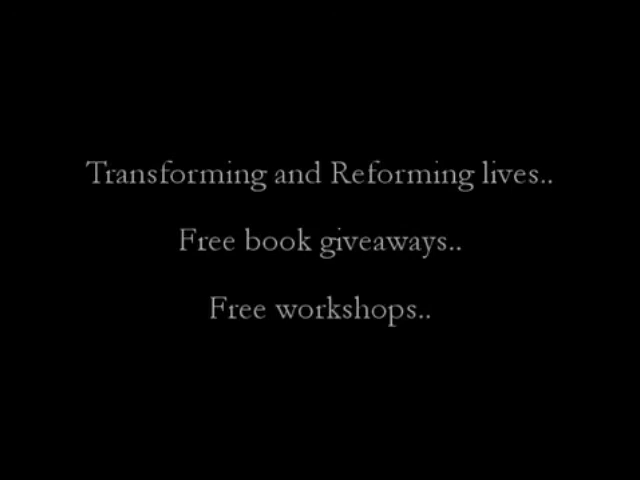 Transforming and Reforming lives..
Free book giveaways..
Free workshops..